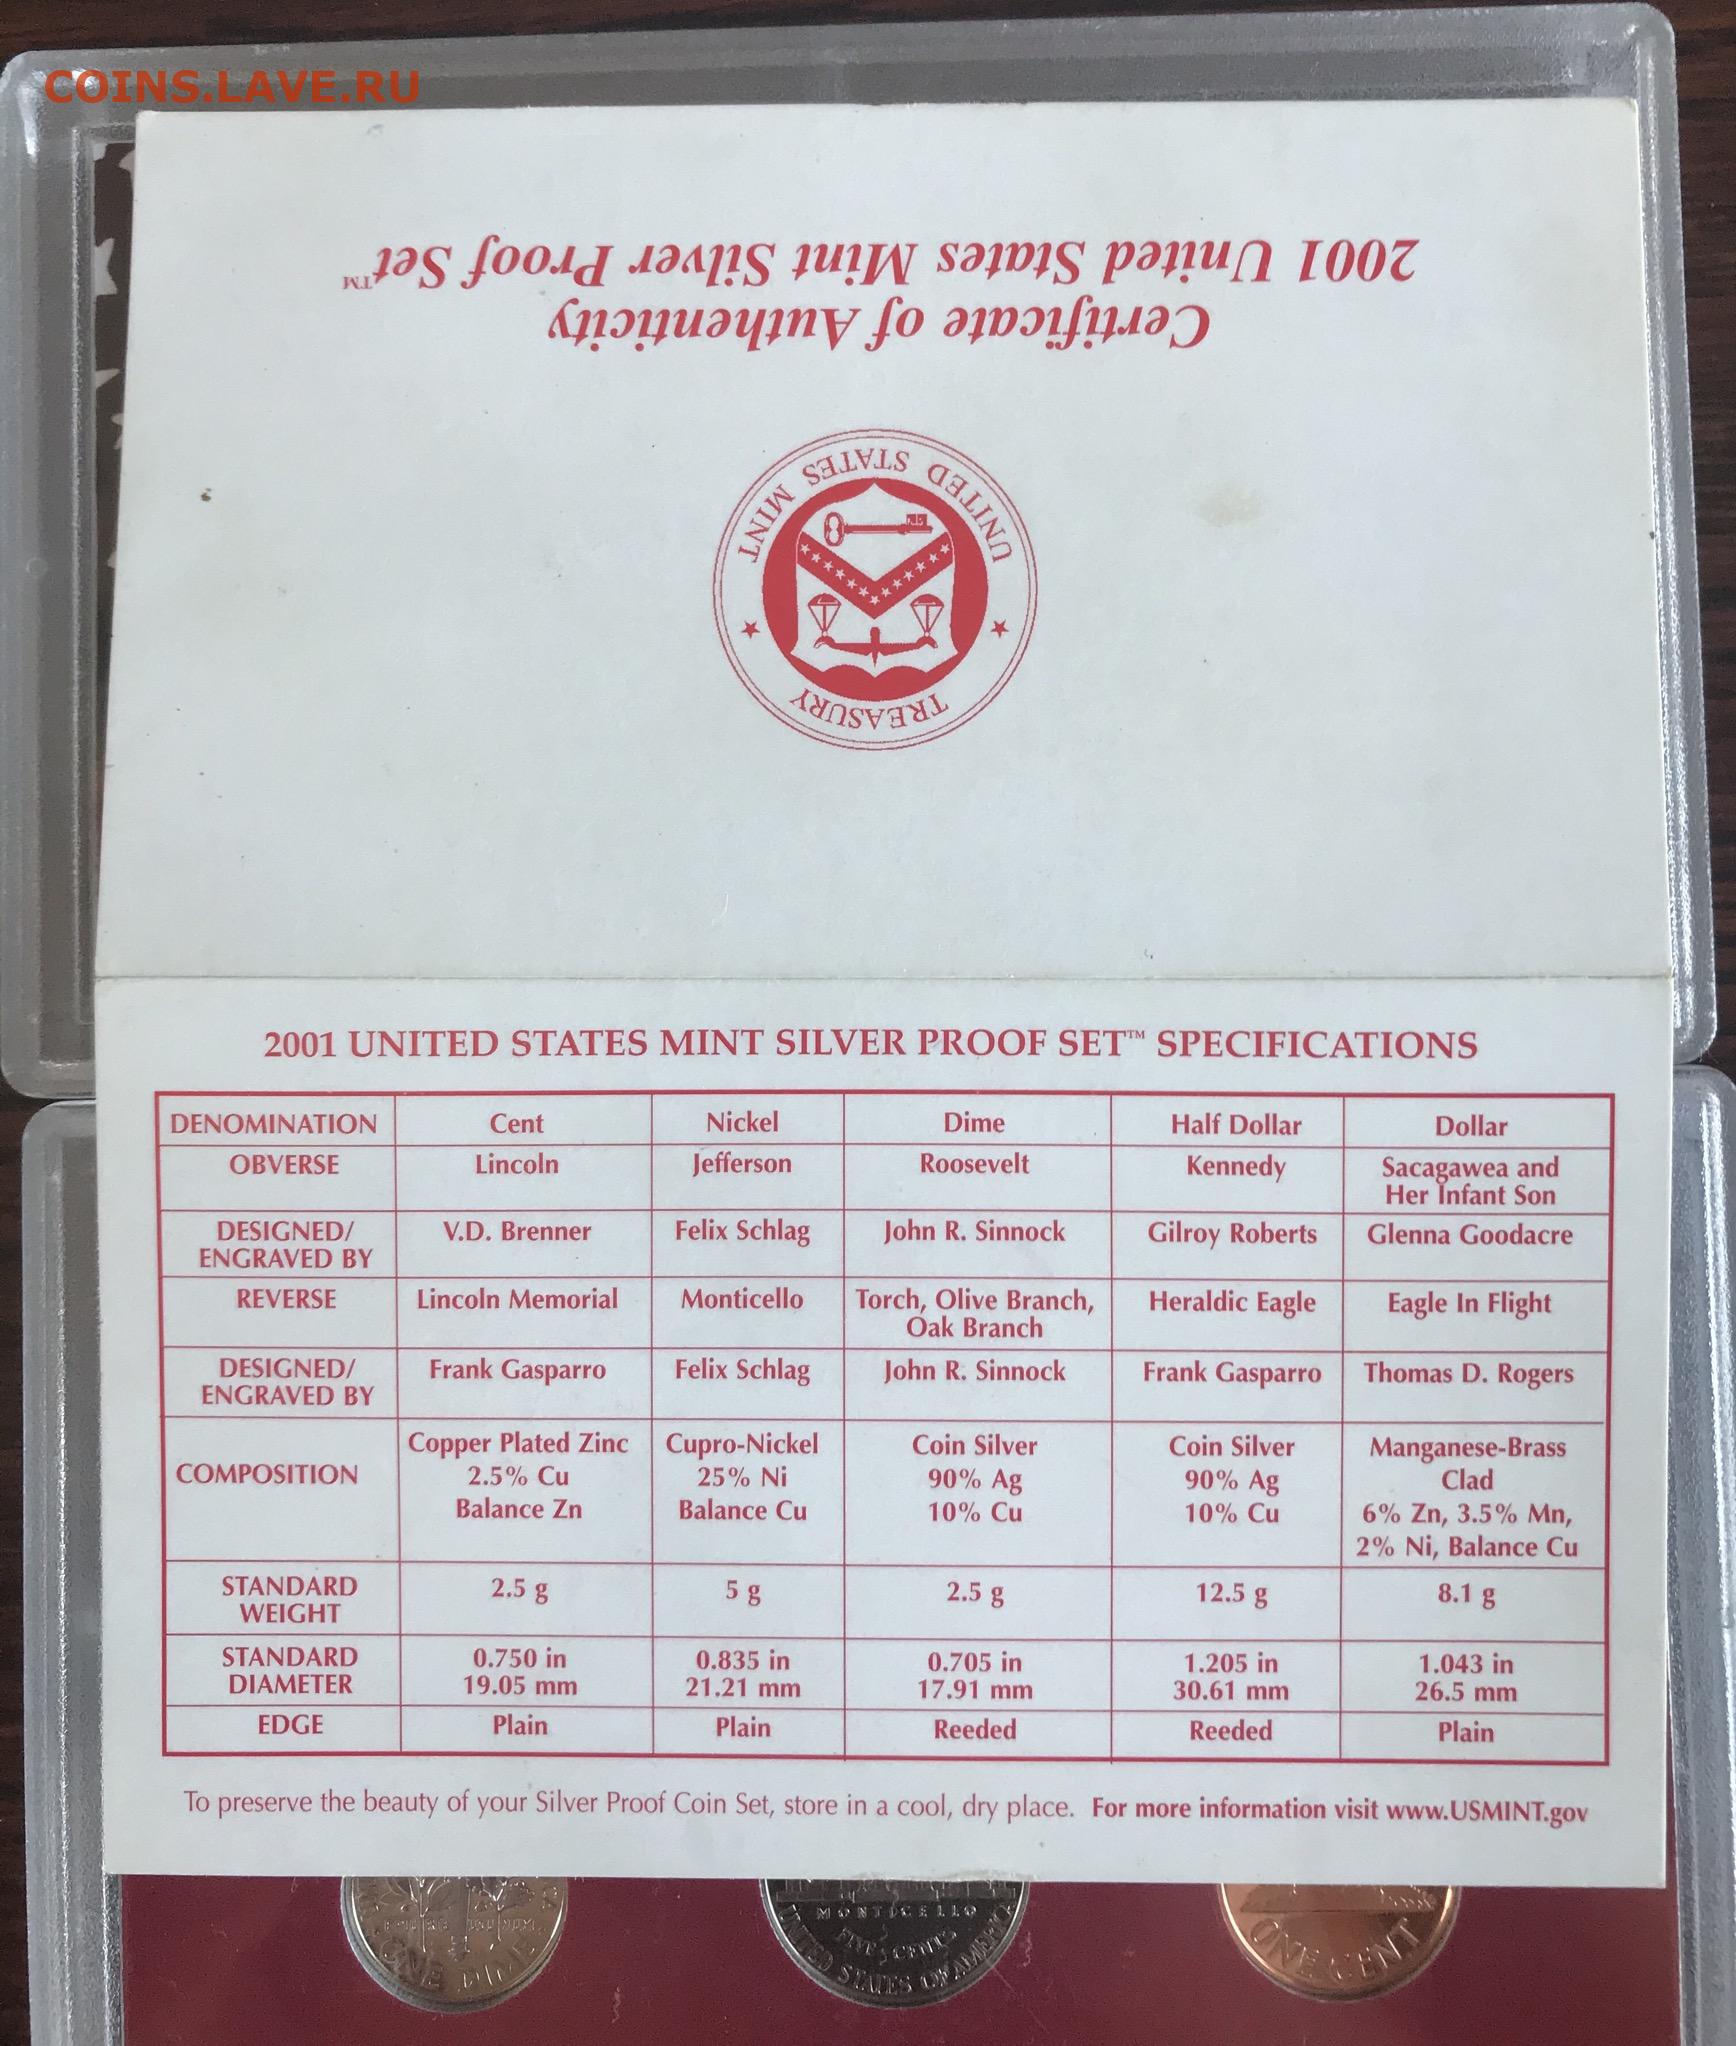 COINS.LAVE.RU
2001 United States Mint Silver Proof Set™
Certificate of Authenticity
UNITED STATES MINT
TREASURY
2001 UNITED STATES MINT SILVER PROOF SET™ SPECIFICATIONS
DENOMINATION Cent Nickel Dime Half Dollar Dollar
OBVERSE Lincoln Jefferson Roosevelt Kennedy Sacagawea and
Her Infant Son
DESIGNED/ V.D. Brenner Felix Schlag John R. Sinnock Gilroy Roberts Glenna Goodacre
ENGRAVED BY
REVERSE Lincoln Memorial Monticello Torch, Olive Branch, Heraldic Eagle Eagle In Flight
Oak Branch
DESIGNED/ Frank Gasparro Felix Schlag John R. Sinnock Frank Gasparro Thomas D. Rogers
ENGRAVED BY
Copper Plated Zinc Cupro-Nickel Coin Silver Coin Silver Manganese-Brass
COMPOSITION 2.5% Cu 25% Ni 90% Ag 90% Ag Clad
Balance Zn Balance Cu 10% Cu 10% Cu 6% Zn, 3.5% Mn,
2% Ni, Balance Cu
STANDARD 2.5 g 5 g 2.5 g 12.5 g 8.1 g
WEIGHT
STANDARD 0.750 in 0.835 in 0.705 in 1.205 in 1.043 in
DIAMETER 19.05 mm 21.21 mm 17.91 mm 30.61 mm 26.5 mm
EDGE Plain Plain Reeded Reeded Plain
To preserve the beauty of your Silver Proof Coin Set, store in a cool, dry place. For more information visit www.USMINT.gov
ONE DIME
MONTICELLO
FIVE CENTS
UNITED STATES OF AMERICA
ONE CENT